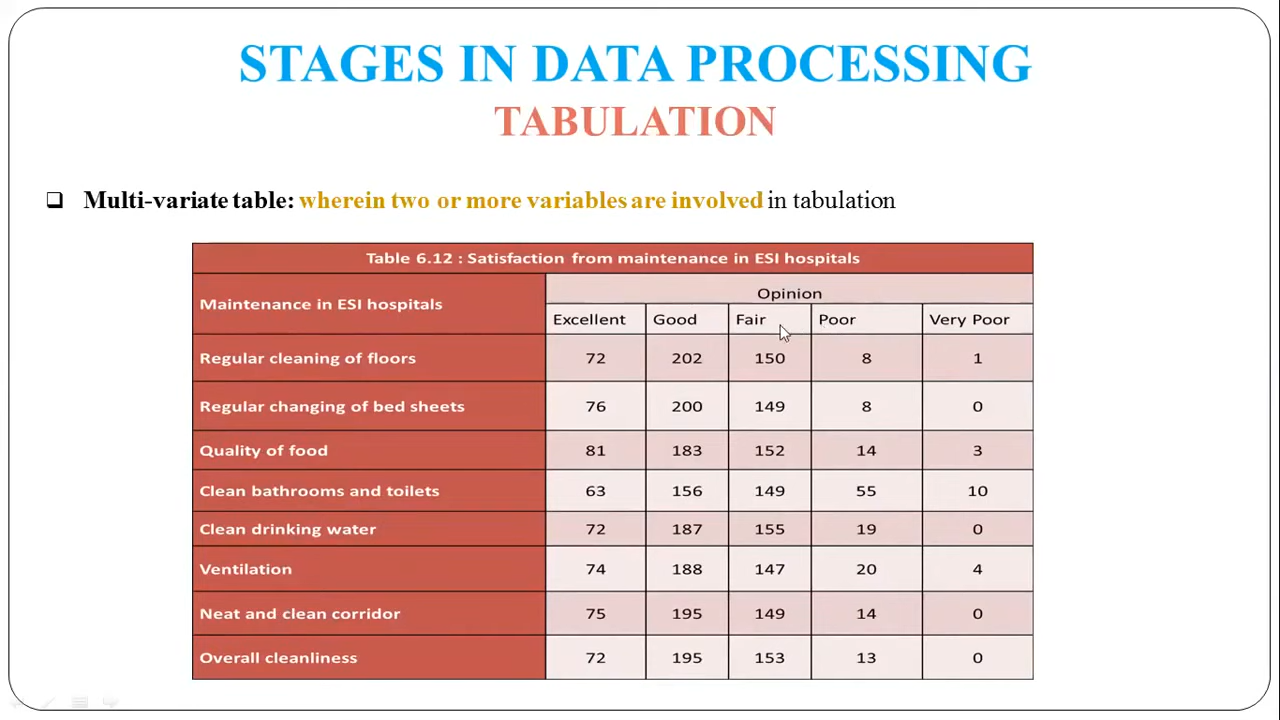 STAGES IN DATA PROCESSING
TABULATION
Multi-variate table: wherein two or more variables are involved in tabulation
Table 6.12 : Satisfaction from maintenance in ESI hospitals
Maintenance in ESI hospitals
Opinion
Excellent Good Fair Poor Very Poor
Regular cleaning of floors 72 202 150 8 1
Regular changing of bed sheets 76 200 149 8 0
Quality of food 81 183 152 14 3
Clean bathrooms and toilets 63 156 149 55 10
Clean drinking water 72 187 155 19 0
Ventilation 74 188 147 20 4
Neat and clean corridor 75 195 149 14 0
Overall cleanliness 72 195 153 13 0